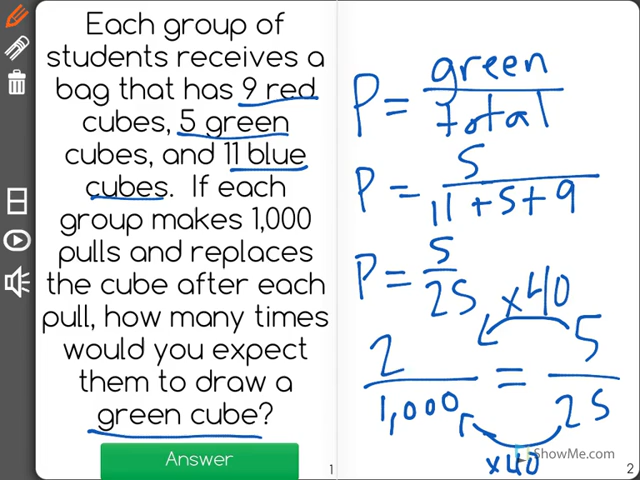 Each group of
students receives a
bag that has 9 red
cubes, 5 green
cubes, and 11 blue
cubes. If each
group makes 1,000
pulls and replaces
the cube after each
pull, how many times
would you expect
them to draw a
green cube?
Answer
1
P = green / total
P = 5 / 11 + 5 + 9
P = 5 / 25
x40
2 / 1,000 = 5 / 25
x40
ShowMe.com
2